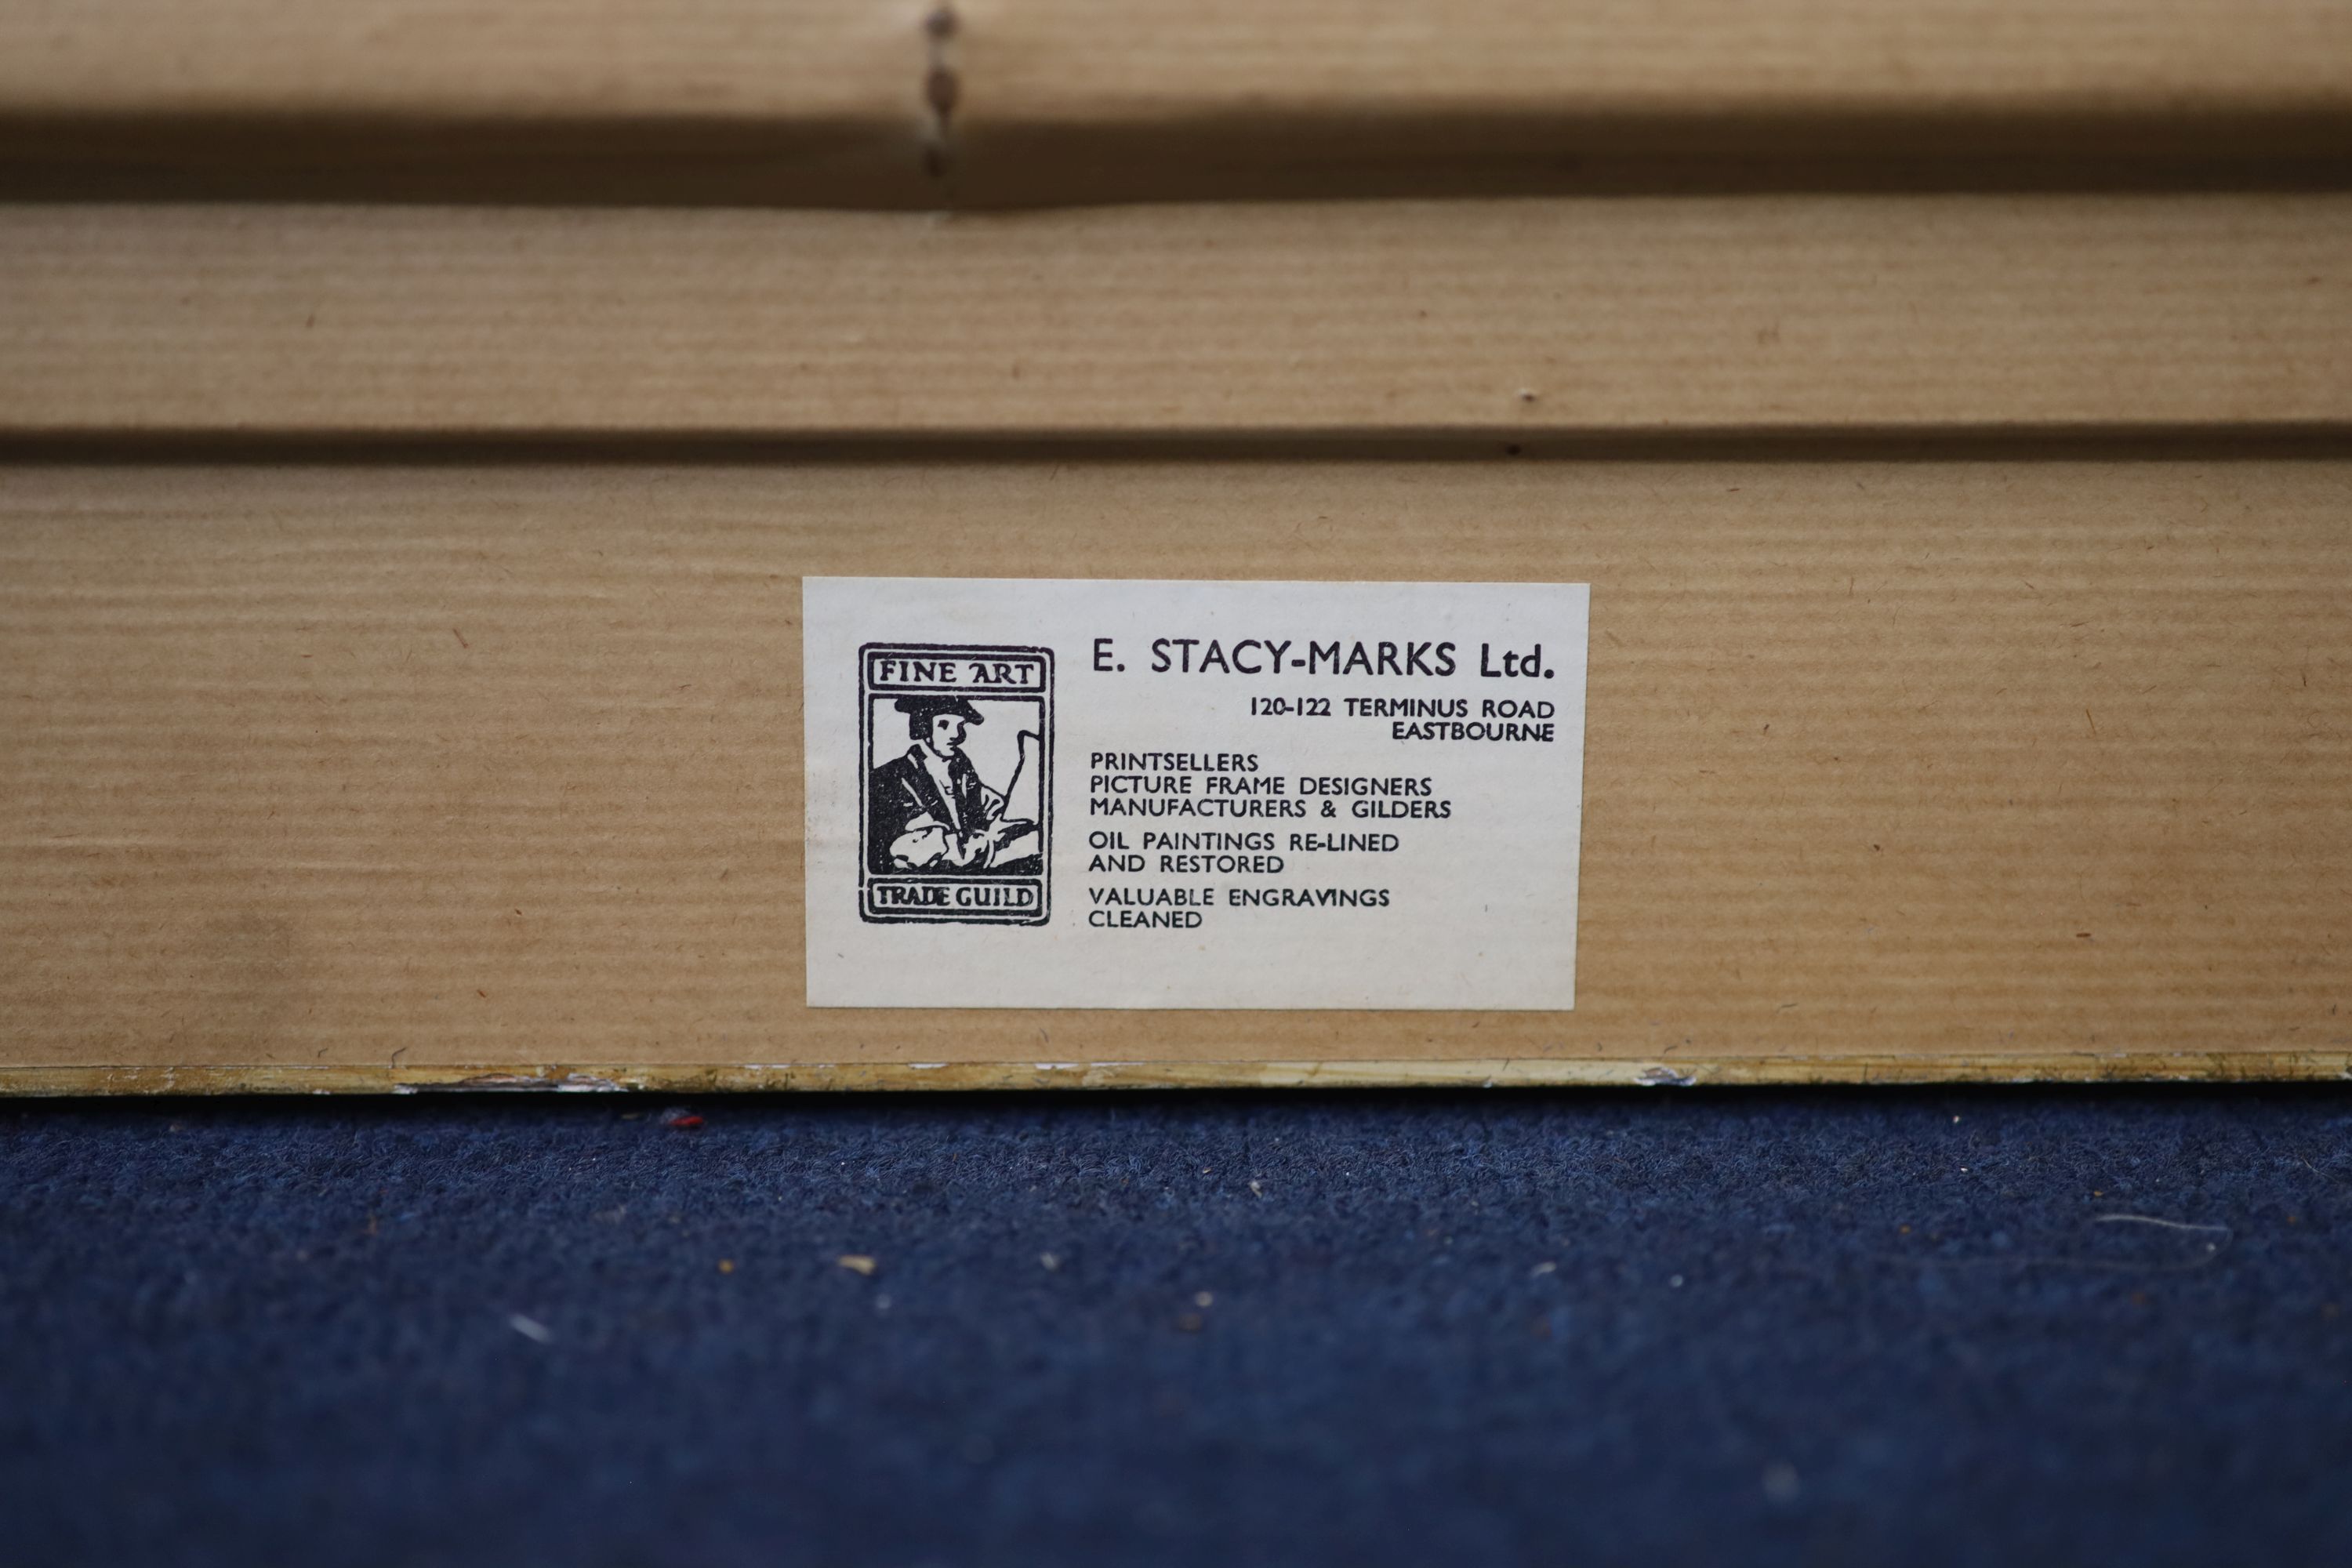 FINE ART
TRADE GUILD
E. STACY-MARKS Ltd.
120-122 TERMINUS ROAD
EASTBOURNE
PRINTSELLERS
PICTURE FRAME DESIGNERS
MANUFACTURERS & GILDERS
OIL PAINTINGS RE-LINED
AND RESTORED
VALUABLE ENGRAVINGS
CLEANED